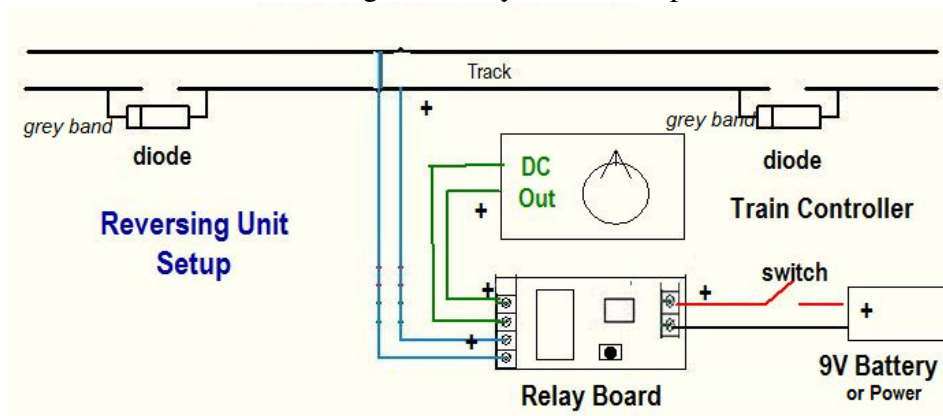 Track
+
grey band
diode
grey band
diode
DC
Out
+
Train Controller
Reversing Unit
Setup
switch
+
+
+
+
9V Battery
or Power
Relay Board